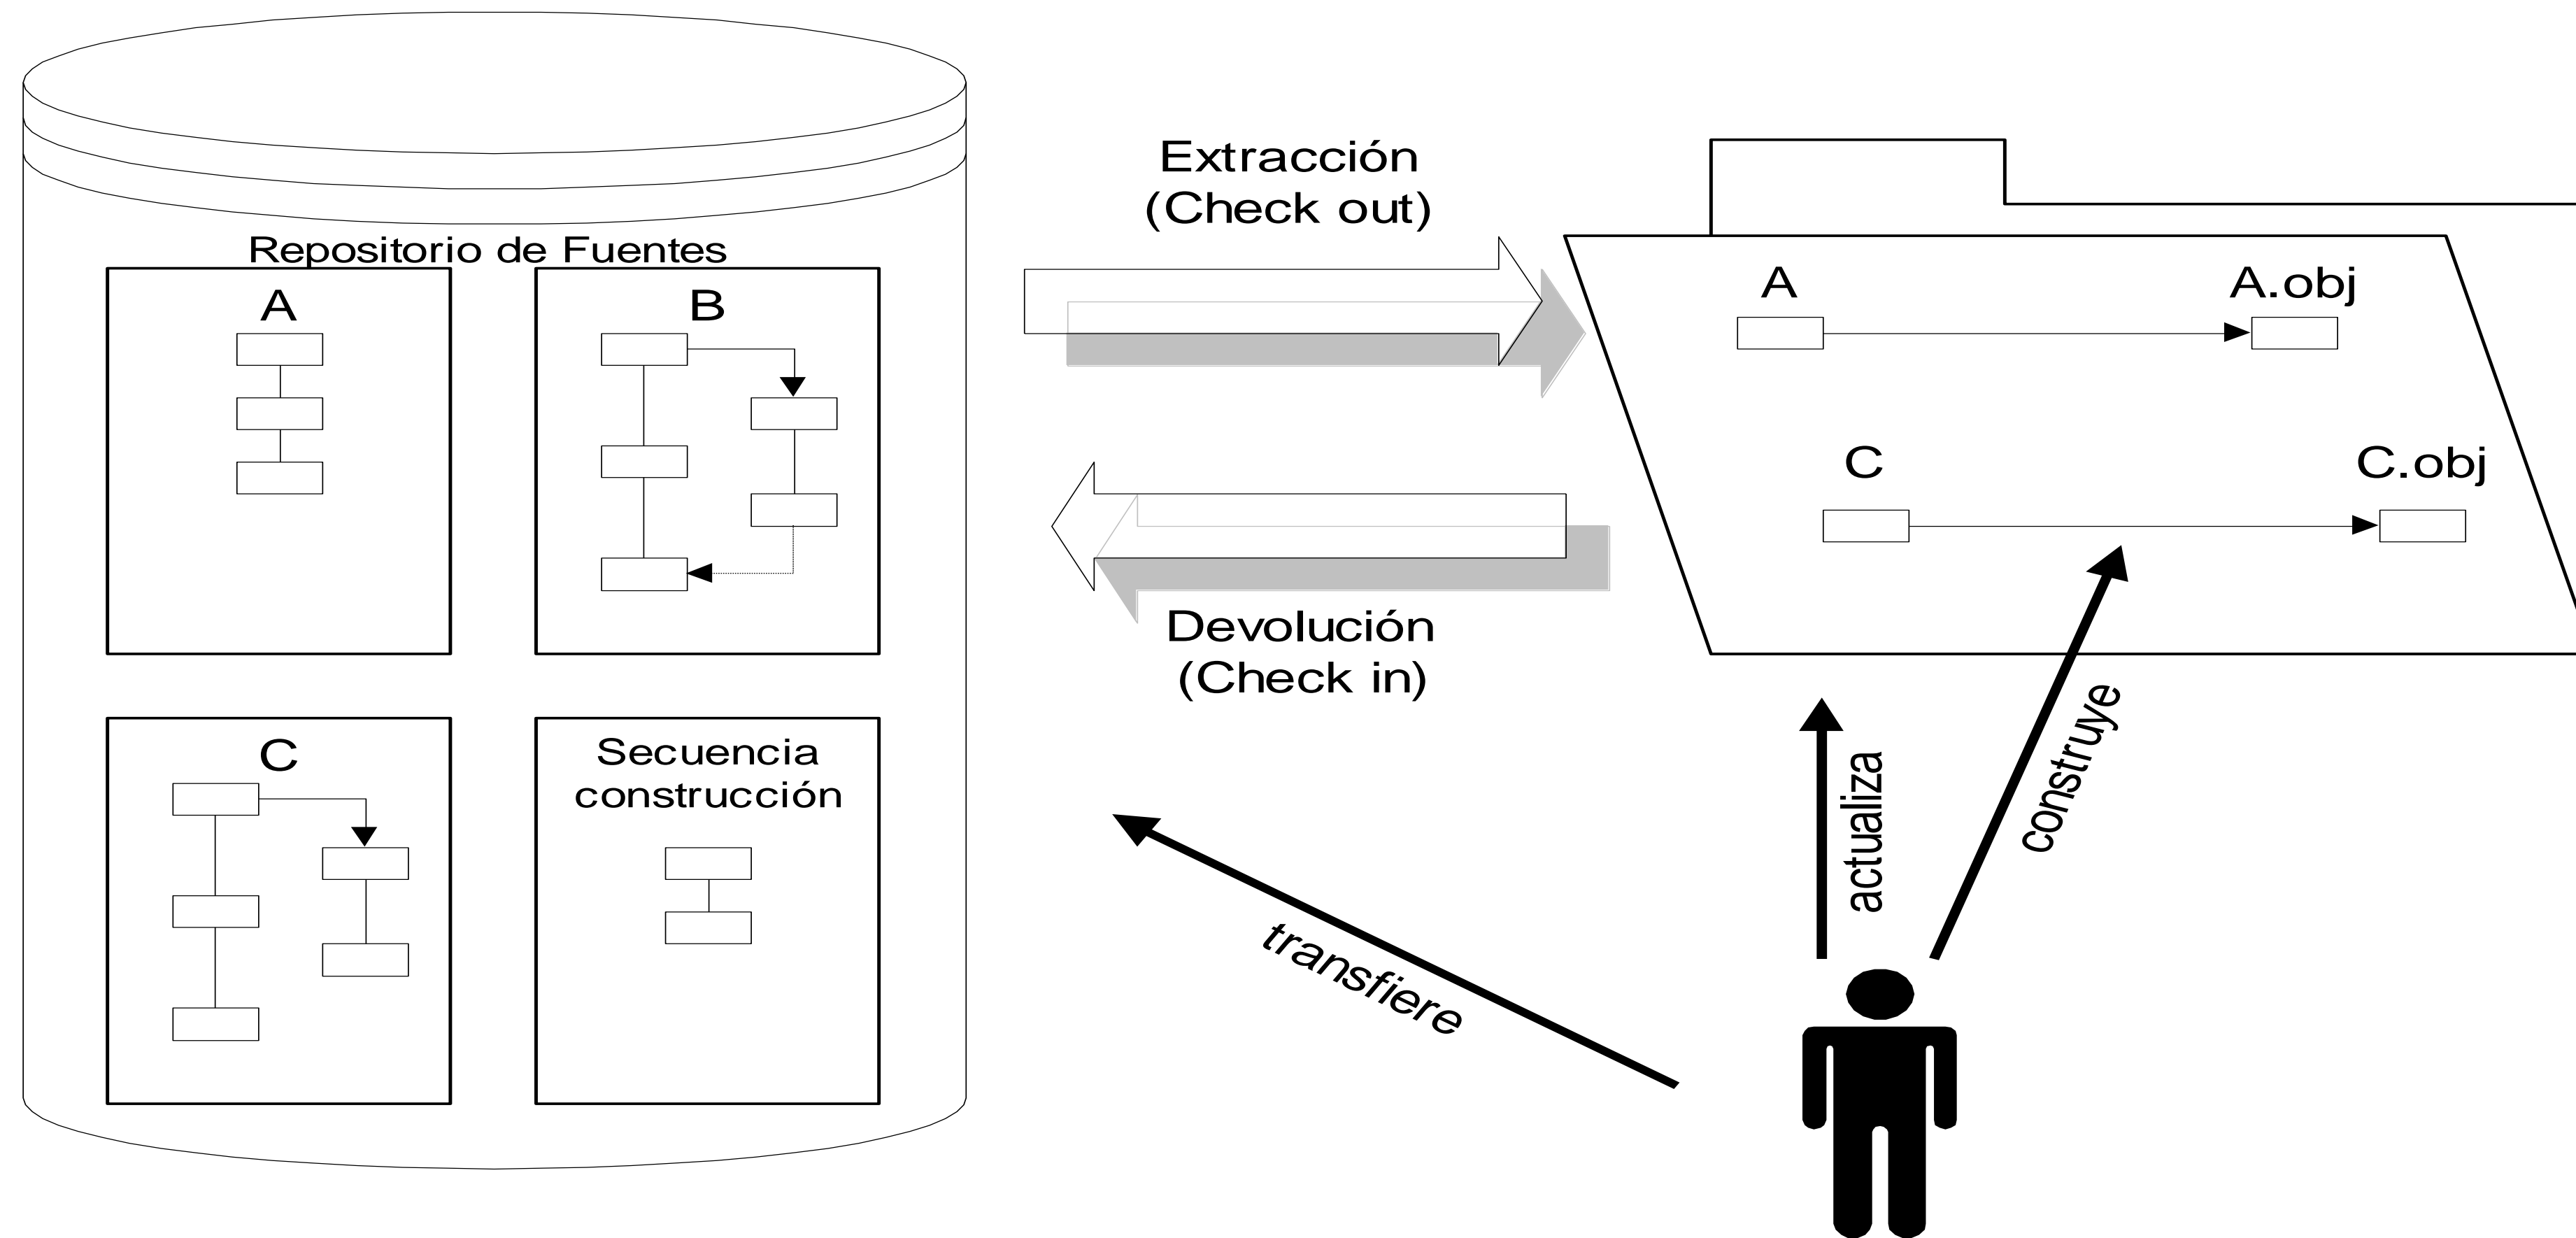 Repositorio de Fuentes
A
B
C
Secuencia
construcción
Extracción
(Check out)
Devolución
(Check in)
A
A.obj
C
C.obj
transfiere
actualiza
construye